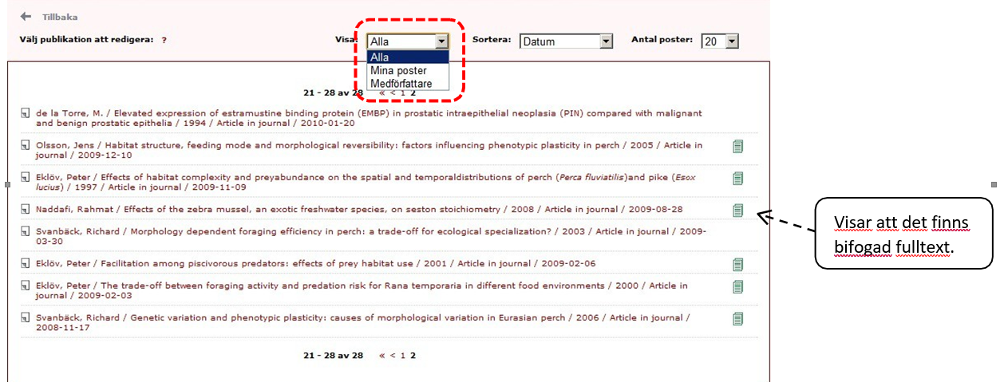 Tillbaka
Välj publikation att redigera: ?
Visa: Alla
Sortera: Datum
Antal poster: 20
Alla
Mina poster
Medförfattare
21 - 28 av 28 « < 1 2
de la Torre, M. / Elevated expression of estramustine binding protein (EMBP) in prostatic intraepithelial neoplasia (PIN) compared with malignant
and benign prostatic epithelia / 1994 / Article in journal / 2010-01-20
Olsson, Jens / Habitat structure, feeding mode and morphological reversibility: factors influencing phenotypic plasticity in perch / 2005 / Article in
journal / 2009-12-10
Eklöv, Peter / Effects of habitat complexity and preyabundance on the spatial and temporaldistributions of perch (Perca fluviatilis)and pike (Esox
lucius) / 1997 / Article in journal / 2009-11-09
Naddafi, Rahmat / Effects of the zebra mussel, an exotic freshwater species, on seston stoichiometry / 2008 / Article in journal / 2009-08-28
Svanbäck, Richard / Morphology dependent foraging efficiency in perch: a trade-off for ecological specialization? / 2003 / Article in journal / 2009-
03-30
Eklöv, Peter / Facilitation among piscivorous predators: effects of prey habitat use / 2001 / Article in journal / 2009-02-06
Eklöv, Peter / The trade-off between foraging activity and predation risk for Rana temporaria in different food environments / 2000 / Article in
journal / 2009-02-03
Svanbäck, Richard / Genetic variation and phenotypic plasticity: causes of morphological variation in Eurasian perch / 2006 / Article in journal /
2008-11-17
21 - 28 av 28 « < 1 2
Visar att det finns
bifogad fulltext.